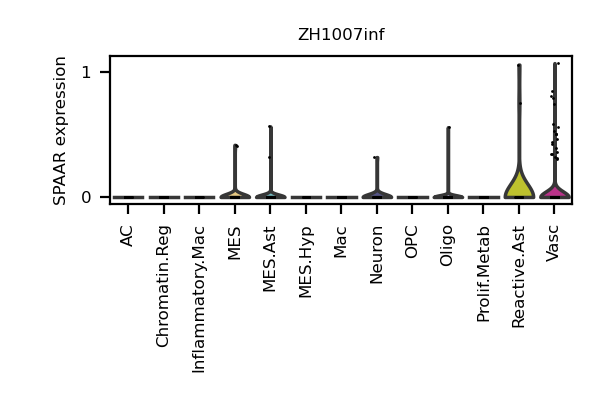 ZH1007inf
SPAAR expression
1
0
AC
Chromatin.Reg
Inflammatory.Mac
MES
MES.Ast
MES.Hyp
Mac
Neuron
OPC
Oligo
Prolif.Metab
Reactive.Ast
Vasc